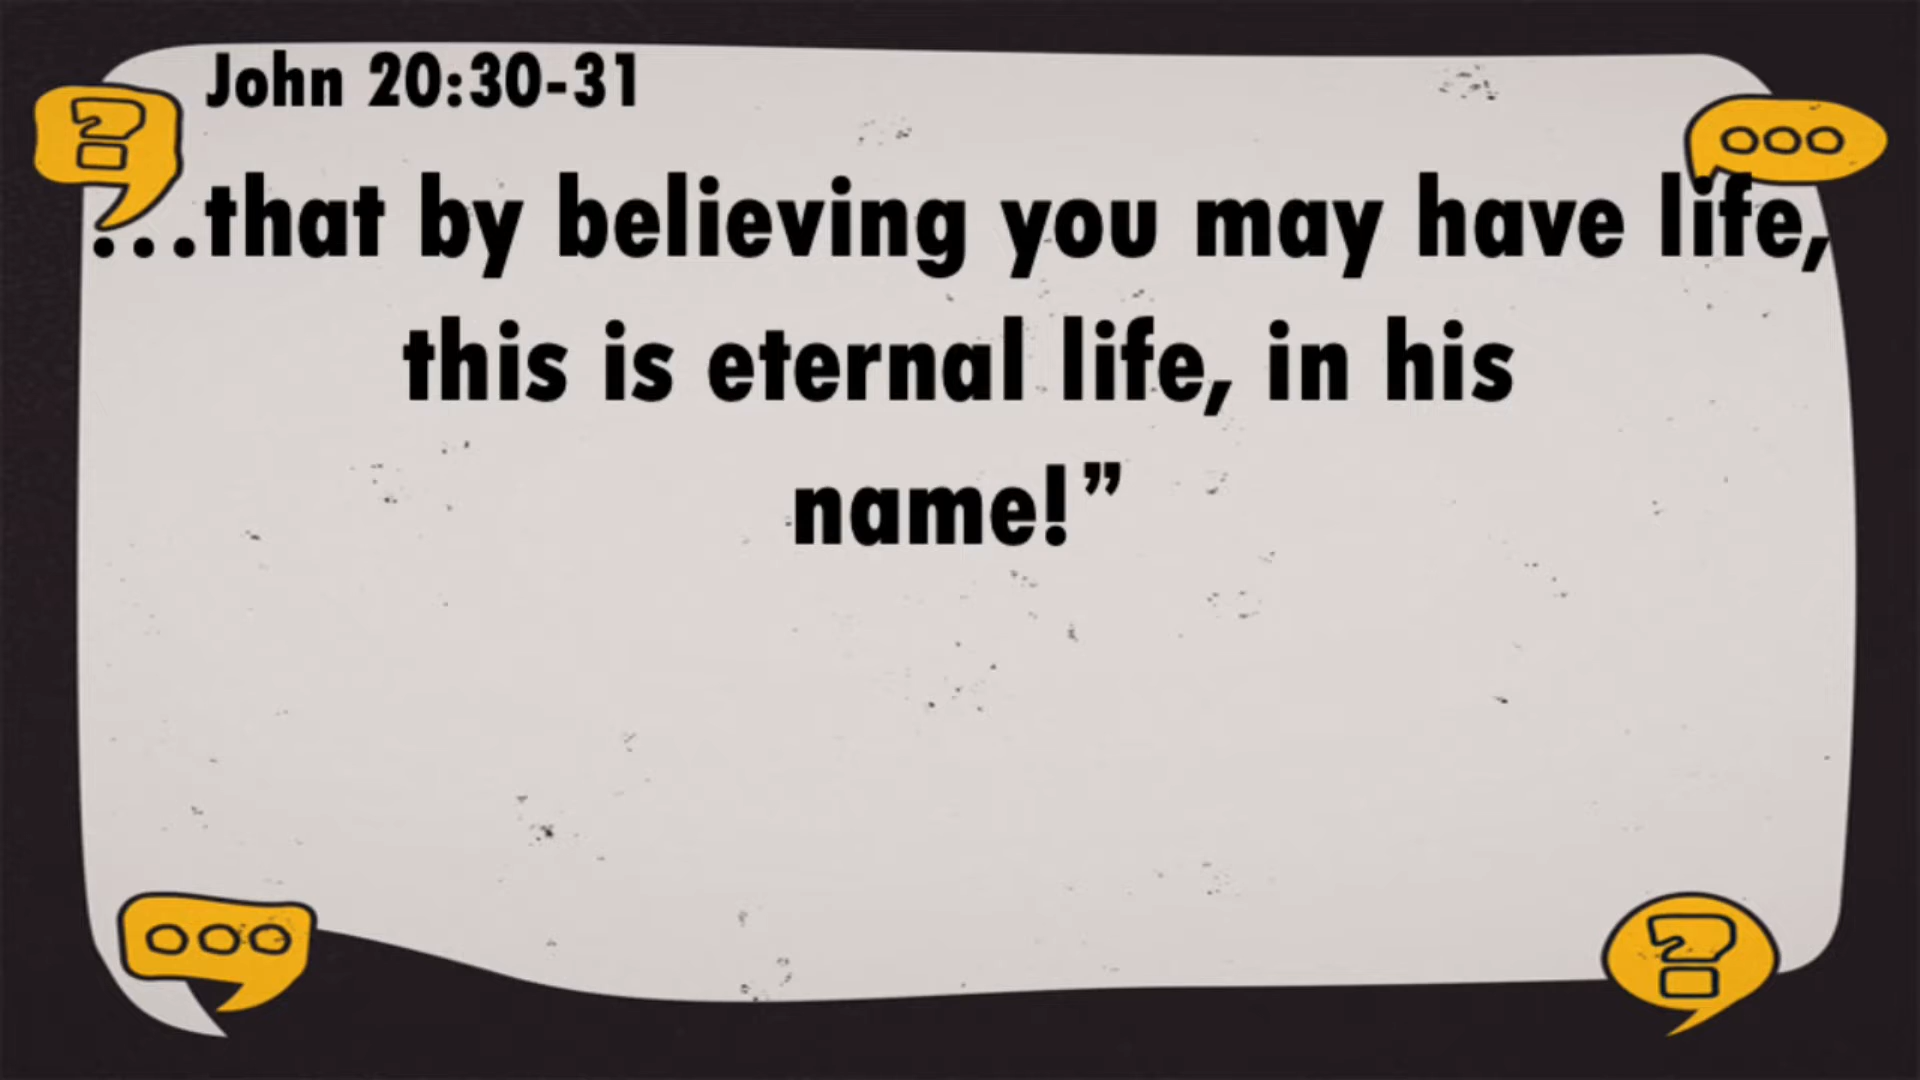 John 20:30-31
...that by believing you may have life,
this is eternal life, in his
name!”